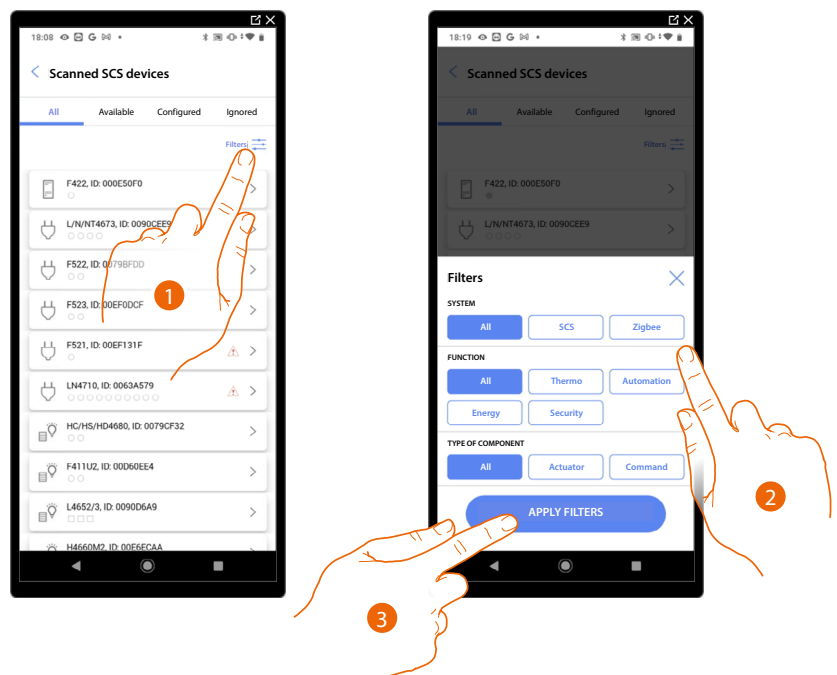 18:08
Scanned SCS devices
All Available Configured Ignored
Filters
F422, ID: 000E50F0
L/N/NT4673, ID: 0090CEE9
F522, ID: 0079BFDD
F523, ID: 00EF0DCF
F521, ID: 00EF131F
LN4710, ID: 0063A579
HC/HS/HD4680, ID: 0079CF32
F411U2, ID: 00D60EE4
L4652/3, ID: 0090D6A9
H4660M2, ID: 00E6ECAA
1
18:19
Scanned SCS devices
All Available Configured Ignored
Filters
F422, ID: 000E50F0
L/N/NT4673, ID: 0090CEE9
Filters
SYSTEM
All SCS Zigbee
FUNCTION
All Thermo Automation
Energy Security
TYPE OF COMPONENT
All Actuator Command
APPLY FILTERS
2
3